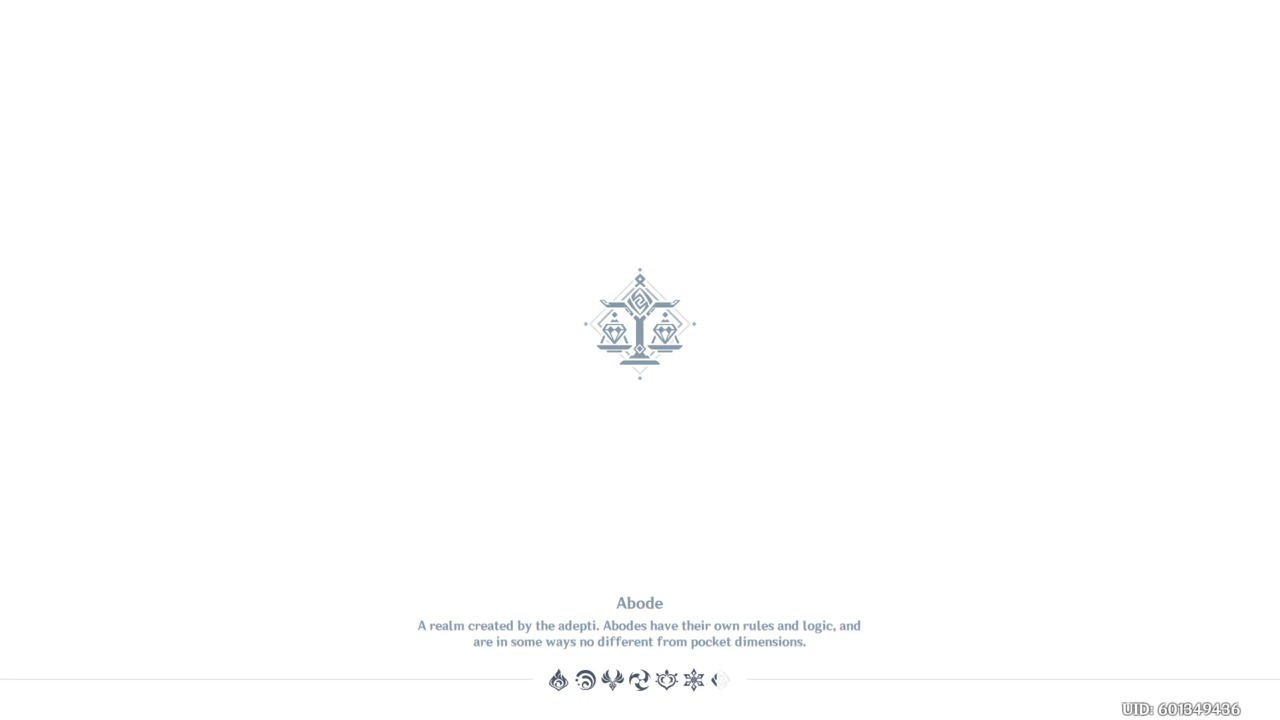 Abode
A realm created by the adepti. Abodes have their own rules and logic, and
are in some ways no different from pocket dimensions.
UID: 601349436